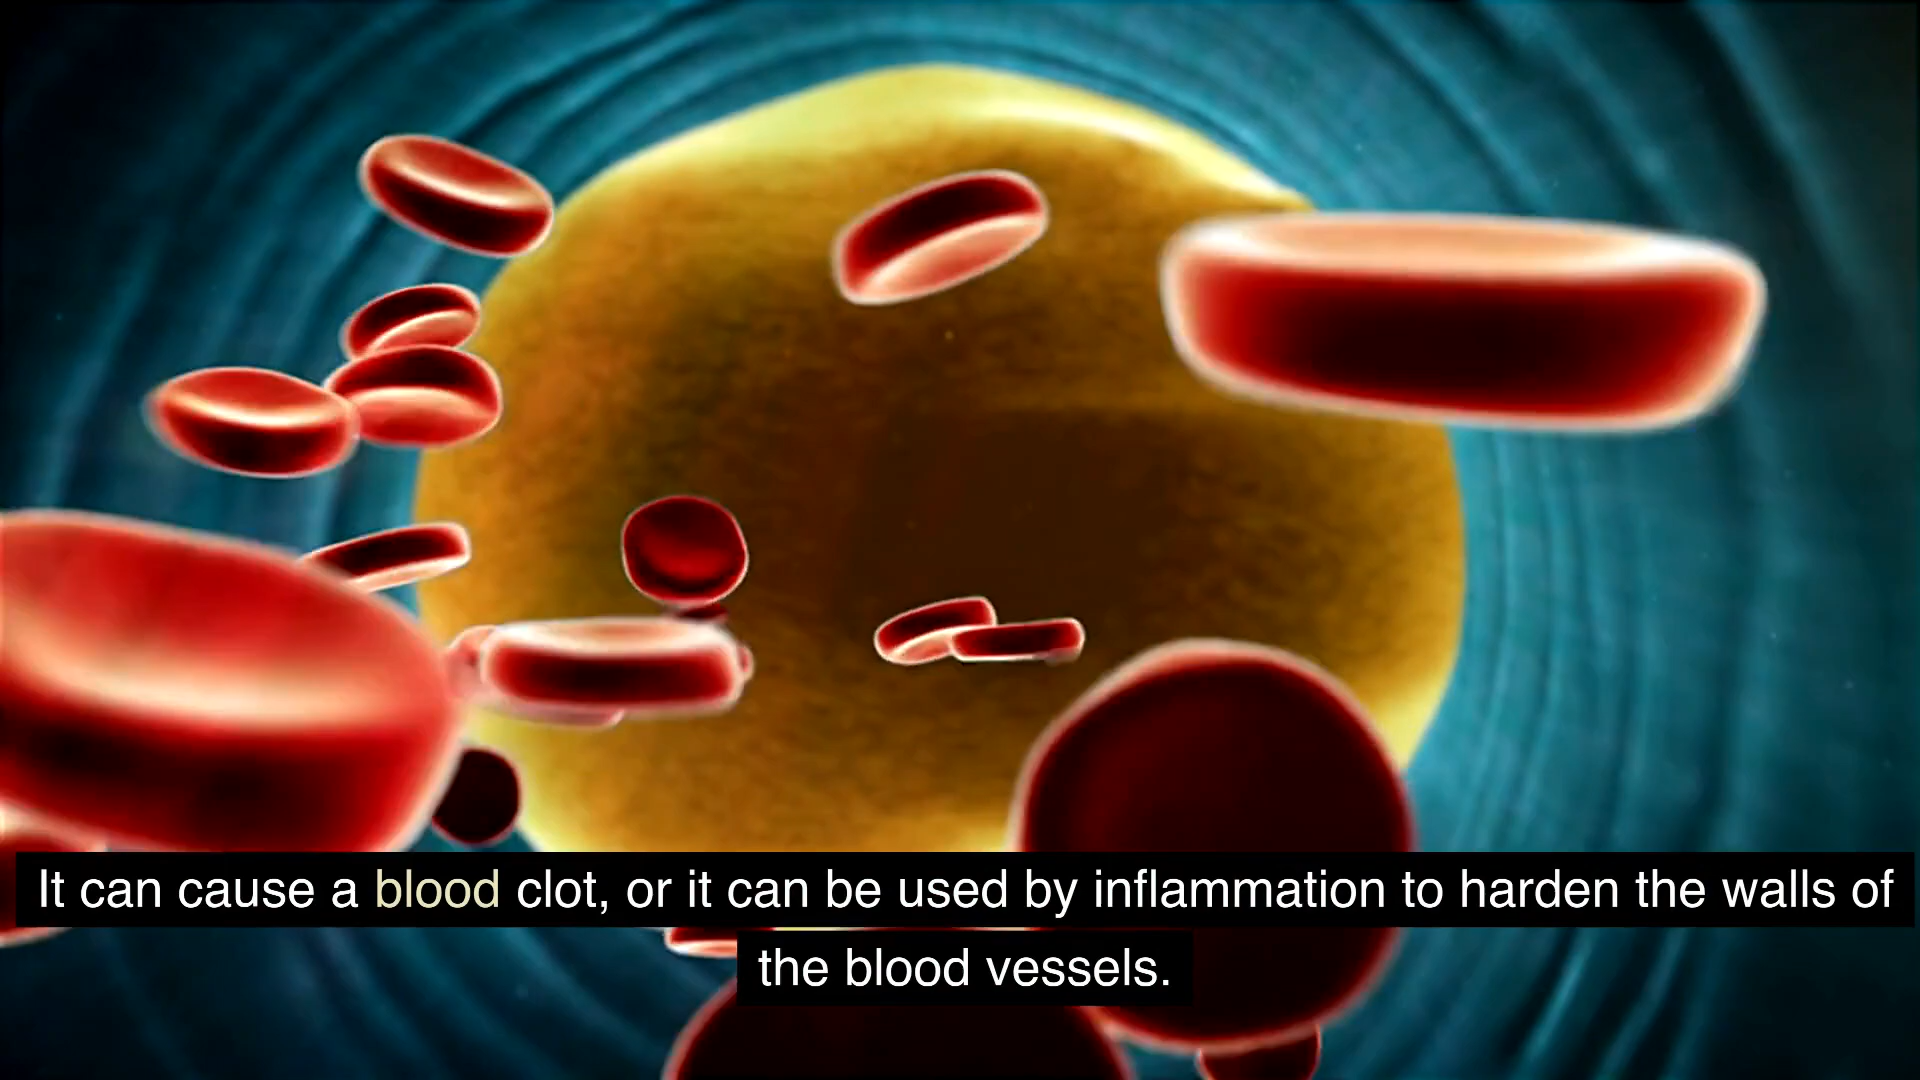 It can cause a blood clot, or it can be used by inflammation to harden the walls of
the blood vessels.